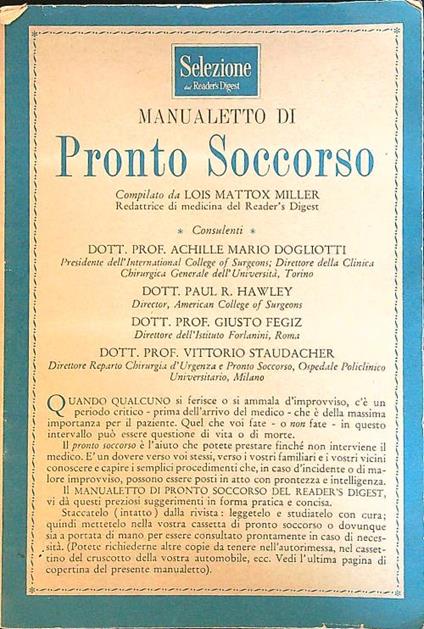 Selezione
dal Reader's Digest
MANUALETTO DI
Pronto Soccorso
Compilato da LOIS MATTOX MILLER
Redattrice di medicina del Reader's Digest
* Consulenti *
DOTT. PROF. ACHILLE MARIO DOGLIOTTI
Presidente dell'International College of Surgeons; Direttore della Clinica
Chirurgica Generale dell'Università, Torino
DOTT. PAUL R. HAWLEY
Director, American College of Surgeons
DOTT. PROF. GIUSTO FEGIZ
Direttore dell'Istituto Forlanini, Roma
DOTT. PROF. VITTORIO STAUDACHER
Direttore Reparto Chirurgia d'Urgenza e Pronto Soccorso, Ospedale Policlinico
Universitario, Milano
QUANDO QUALCUNO si ferisce o si ammala d'improvviso, c'è un
periodo critico - prima dell'arrivo del medico - che è della massima
importanza per il paziente. Quel che voi fate - o non fate - in questo
intervallo può essere questione di vita o di morte.
Il pronto soccorso è l'aiuto che potete prestare finché non interviene il
medico. E' un dovere verso voi stessi, verso i vostri familiari e i vostri vicini
conoscere e capire i semplici procedimenti che, in caso d'incidente o di ma-
lore improvviso, possono essere posti in atto con prontezza e intelligenza.
Il MANUALETTO DI PRONTO SOCCORSO DEL READER'S DIGEST,
vi dà questi preziosi suggerimenti in forma pratica e concisa.
Staccatelo (intatto) dalla rivista: leggetelo e studiatelo con cura;
quindi mettetelo nella vostra cassetta di pronto soccorso o dovunque
sia a portata di mano per essere consultato prontamente in caso di neces-
sità. (Potete richiederne altre copie da tenere nell'autorimessa, nel casset-
tino del cruscotto della vostra automobile, ecc. Vedi l'ultima pagina di
copertina del presente manualetto).